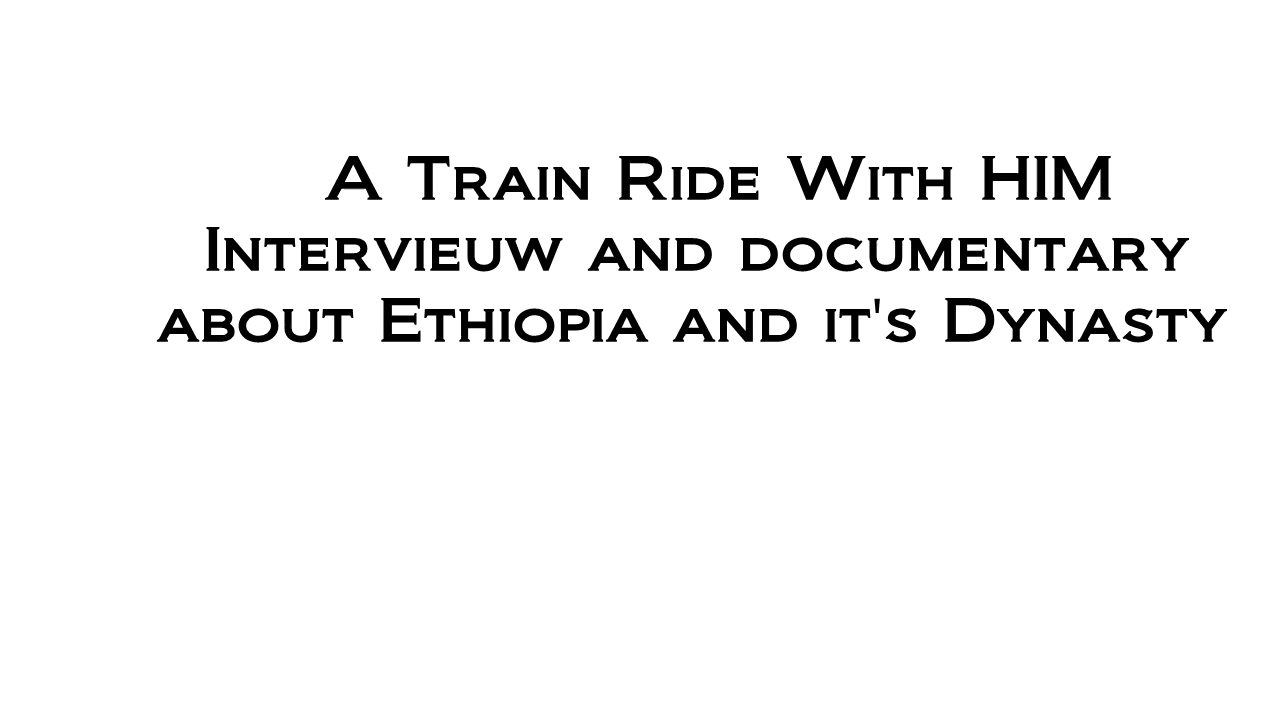 A Train Ride With HIM
Intervieuw and documentary
about Ethiopia and it's Dynasty